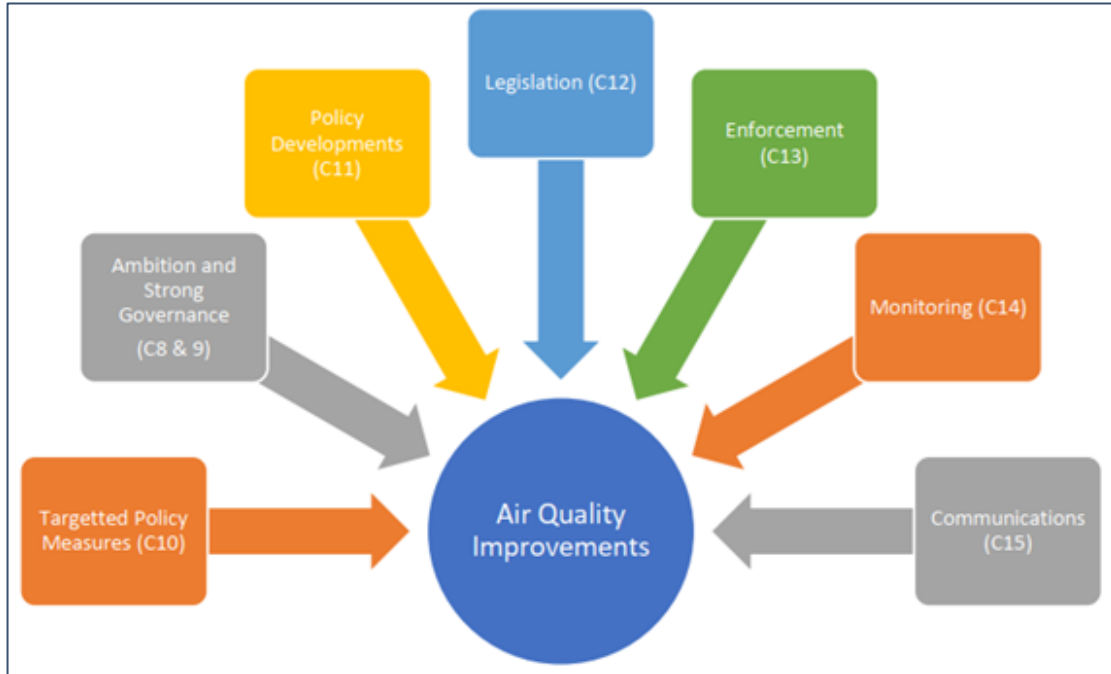 Legislation (C12)
Policy
Developments
(C11)
Enforcement
(C13)
Ambition and
Strong
Governance
(C8 & 9)
Monitoring (C14)
Targetted Policy
Measures (C10)
Air Quality
Improvements
Communications
(C15)